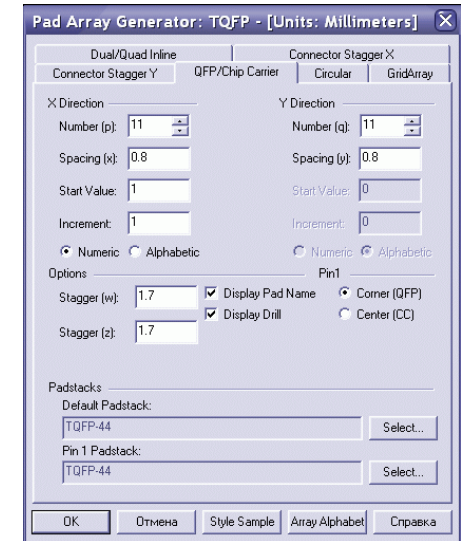 Pad Array Generator: TQFP - [Units: Millimeters]
Dual/Quad Inline Connector Stagger X
Connector Stagger Y QFP/Chip Carrier Circular GridArray
X Direction Y Direction
Number (p): 11 Number (q): 11
Spacing (x): 0.8 Spacing (y): 0.8
Start Value: 1 Start Value: 0
Increment: 1 Increment: 0
Numeric Alphabetic Numeric Alphabetic
Options Pin1
Stagger (w): 1.7 Display Pad Name Corner (QFP)
Display Drill Center (CC)
Stagger (z): 1.7
Padstacks
Default Padstack:
TQFP-44 Select...
Pin 1 Padstack:
TQFP-44 Select...
OK Отмена Style Sample Array Alphabet Справка